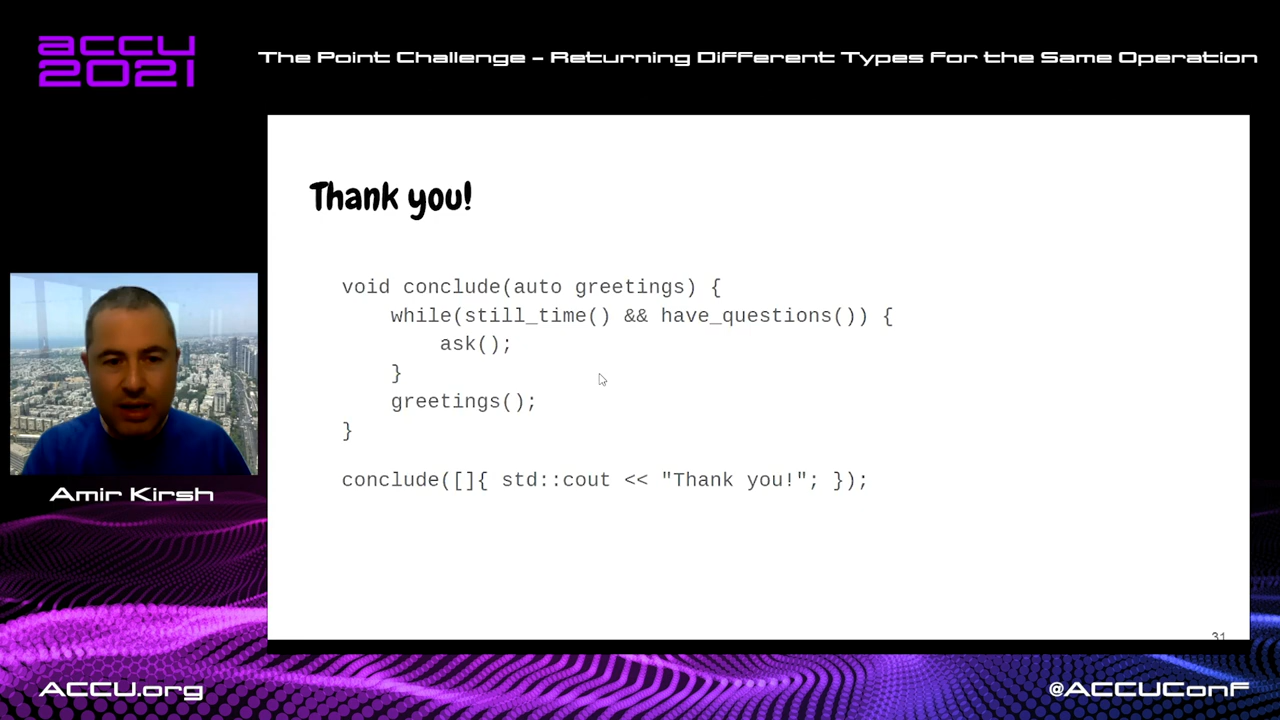 accu
2021
The Point Challenge – Returning Different Types for the Same Operation
Thank you!
void conclude(auto greetings) {
while(still_time() && have_questions()) {
ask();
}
greetings();
}
conclude([]{ std::cout << "Thank you!"; });
31
Amir Kirsh
ACCU.org
@ACCUConf